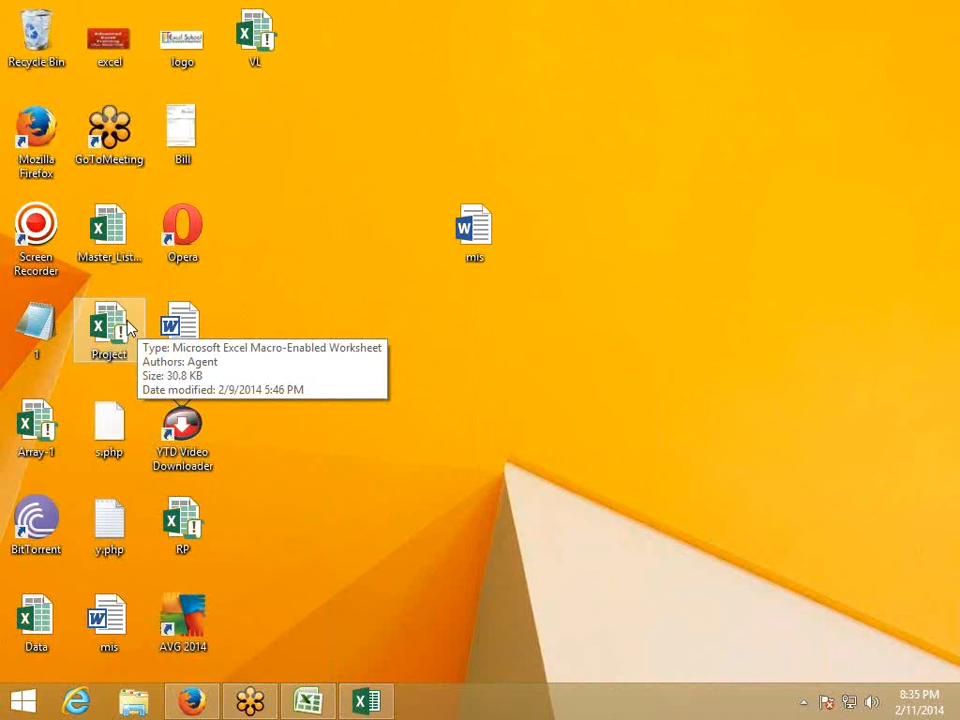 Recycle Bin
excel
logo
VL
Mozilla
Firefox
GoToMeeting
Bill
Screen
Recorder
Master_List...
Opera
mis
1
Project
Type: Microsoft Excel Macro-Enabled Worksheet
Authors: Agent
Size: 30.8 KB
Date modified: 2/9/2014 5:46 PM
Array-1
s.php
YTD Video
Downloader
BitTorrent
y.php
RP
Data
mis
AVG 2014
8:35 PM
2/11/2014